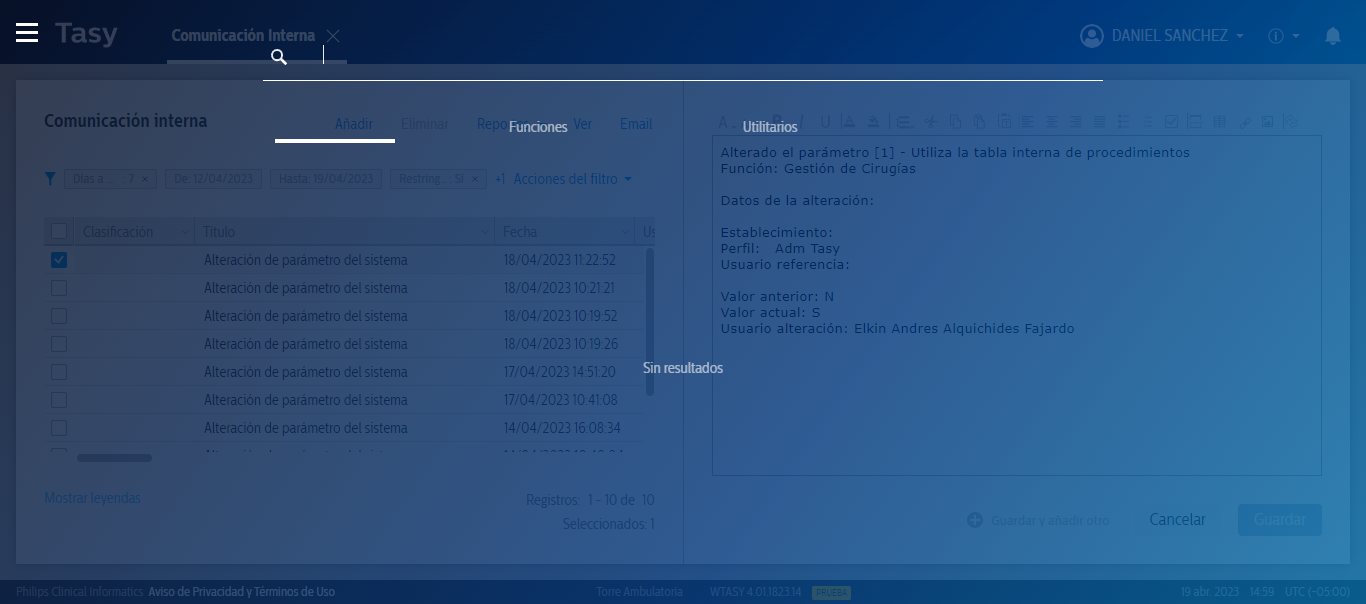 Tasy
Comunicación Interna
DANIEL SANCHEZ
Comunicación interna
Añadir
Eliminar
Ver
Email
Funciones
Utilitarios
Días a ... 7 ×
De: 12/04/2023
Hasta: 19/04/2023
Restring... : Sí ×
+1
Acciones del filtro
Clasificación
Título
Fecha
Us
Alteración de parámetro del sistema 18/04/2023 11:22:52
Alteración de parámetro del sistema 18/04/2023 10:21:21
Alteración de parámetro del sistema 18/04/2023 10:19:52
Alteración de parámetro del sistema 18/04/2023 10:19:26
Alteración de parámetro del sistema 17/04/2023 14:51:20
Alteración de parámetro del sistema 17/04/2023 10:41:08
Alteración de parámetro del sistema 14/04/2023 16:08:34
Mostrar leyendas
Registros: 1 - 10 de 10
Seleccionados: 1
Alterado el parámetro [1] - Utiliza la tabla interna de procedimientos
Función: Gestión de Cirugías
Datos de la alteración:
Establecimiento:
Perfil: Adm Tasy
Usuario referencia:
Valor anterior: N
Valor actual: S
Usuario alteración: Elkin Andres Alquichides Fajardo
Sin resultados
Guardar y añadir otro
Cancelar
Guardar
Philips Clinical Informatics
Aviso de Privacidad y Términos de Uso
Torre Ambulatoria
WTASY 4.01.1823.14
PRUEBA
19 abr. 2023 14:59 UTC (-05:00)